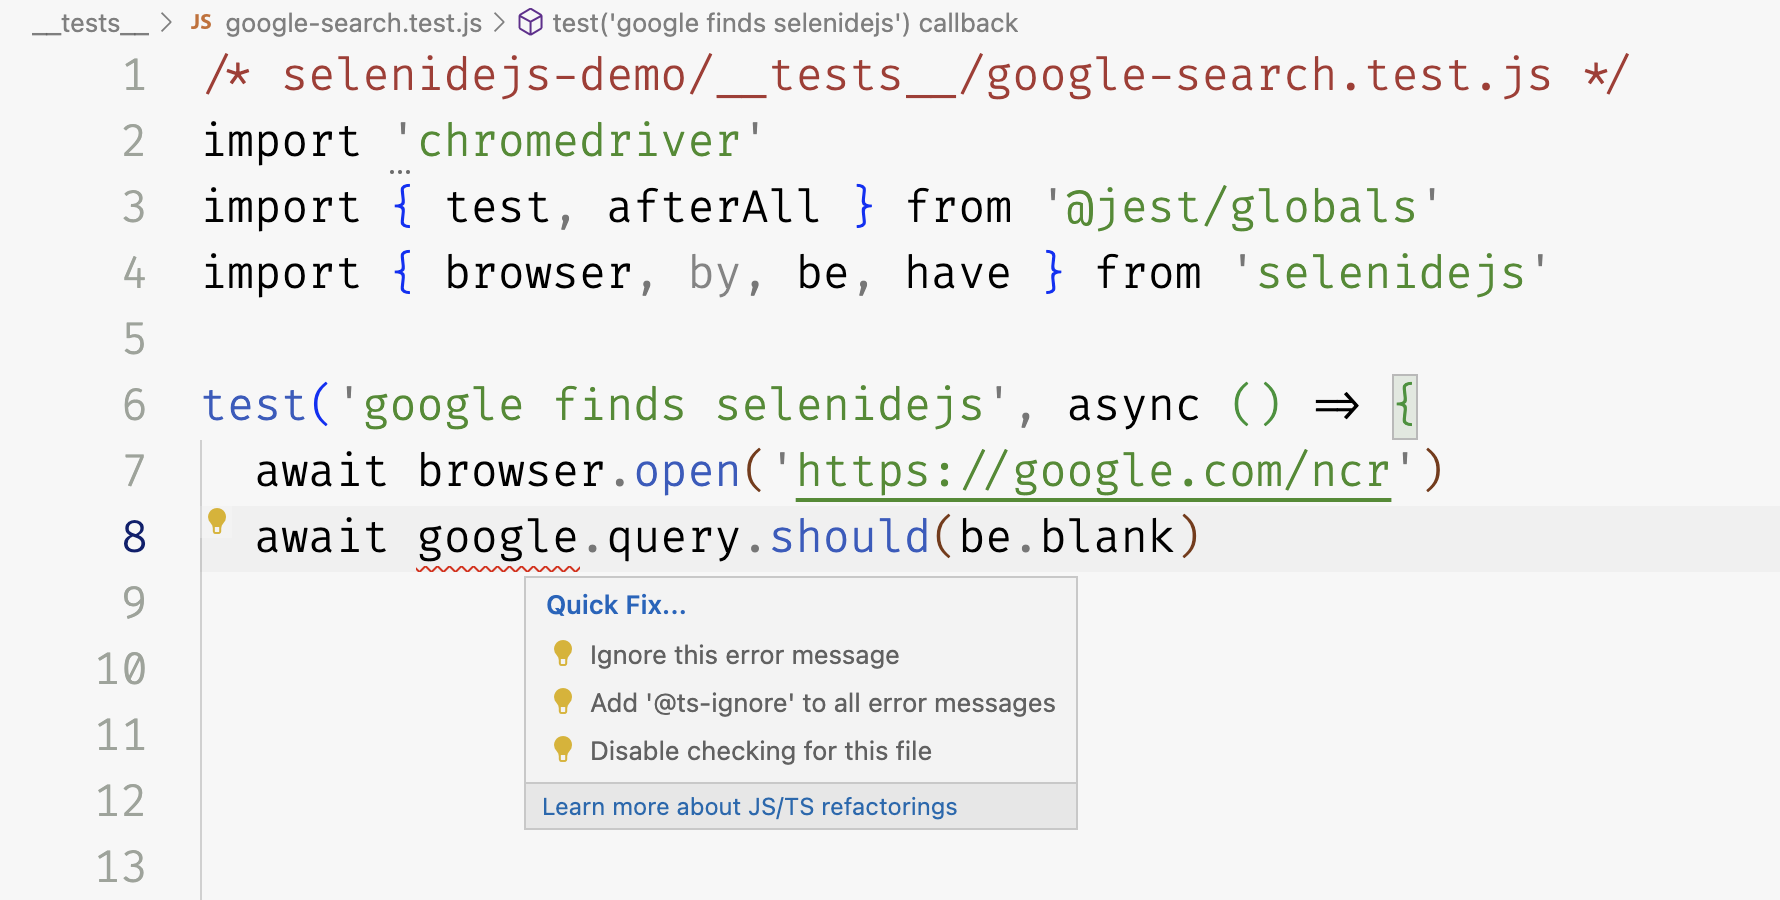 __tests__ > JS google-search.test.js > test('google finds selenidejs') callback
1 /* selenidejs-demo/__tests__/google-search.test.js */
2 import 'chromedriver'
3 import { test, afterAll } from '@jest/globals'
4 import { browser, by, be, have } from 'selenidejs'
5
6 test('google finds selenidejs', async () => {
7 await browser.open('https://google.com/ncr')
8 await google.query.should(be.blank)
9
Quick Fix...
Ignore this error message
10
Add '@ts-ignore' to all error messages
11
Disable checking for this file
12
Learn more about JS/TS refactorings
13